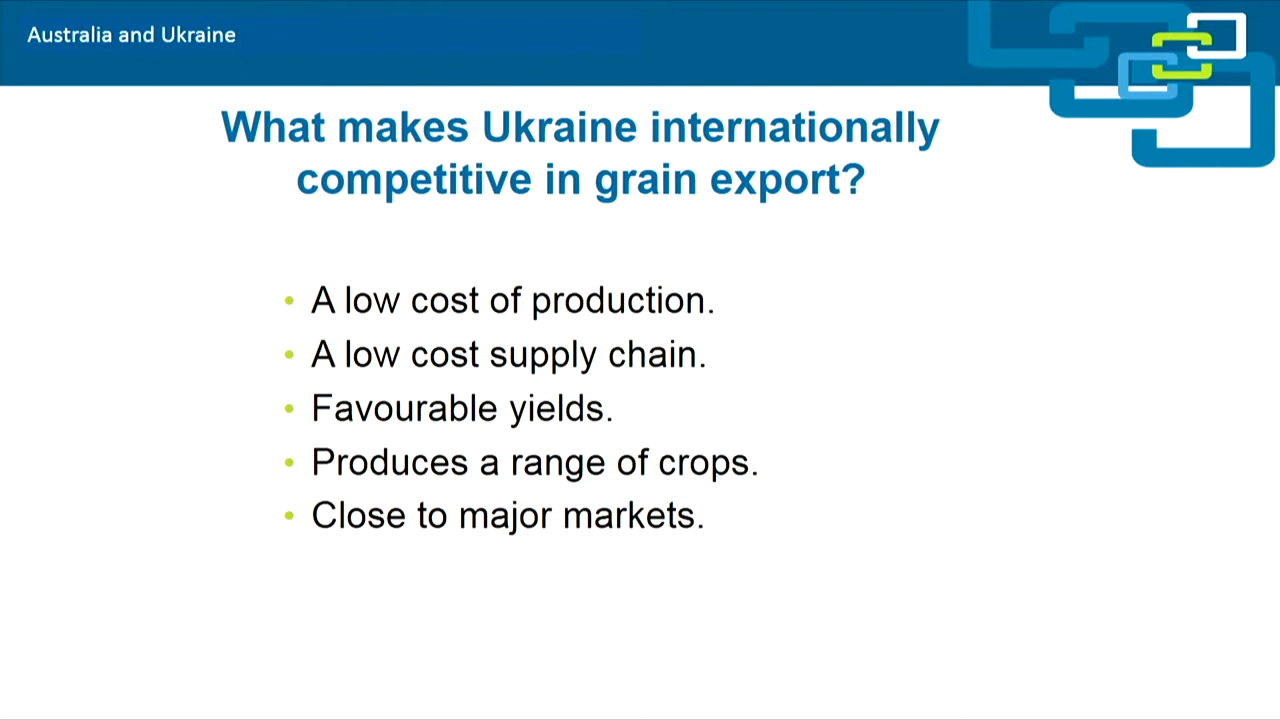 Australia and Ukraine
What makes Ukraine internationally
competitive in grain export?
• A low cost of production.
• A low cost supply chain.
• Favourable yields.
• Produces a range of crops.
• Close to major markets.